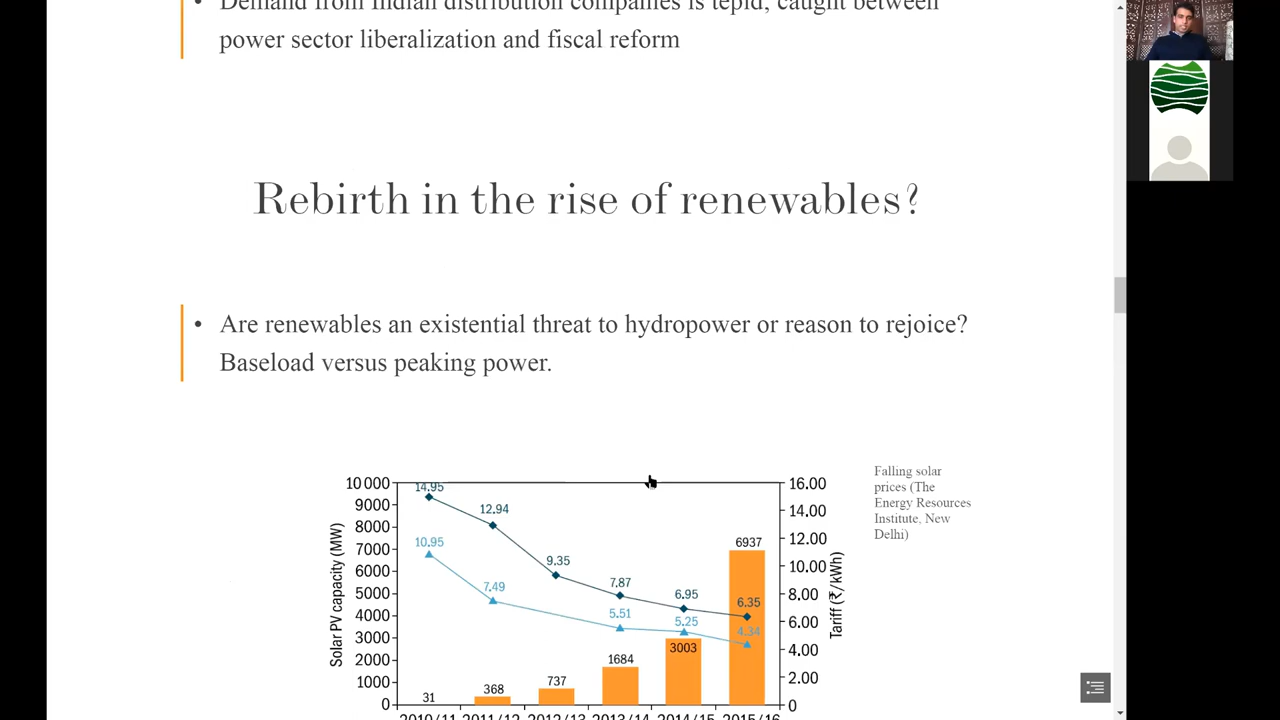 • Demand from Indian distribution companies is tepid, caught between
power sector liberalization and fiscal reform
Rebirth in the rise of renewables?
• Are renewables an existential threat to hydropower or reason to rejoice?
Baseload versus peaking power.
Falling solar
prices (The
Energy Resources
Institute, New
Delhi)
Solar PV capacity (MW)
10 000
9000
8000
7000
6000
5000
4000
3000
2000
1000
0
14.95
12.94
9.35
7.87
6.95
6.35
10.95
7.49
5.51
5.25
4.34
31
368
737
1684
3003
6937
16.00
14.00
12.00
10.00
8.00
6.00
4.00
2.00
0
Tariff (₹/kWh)
2010/11 2011/12 2012/13 2013/14 2014/15 2015/16